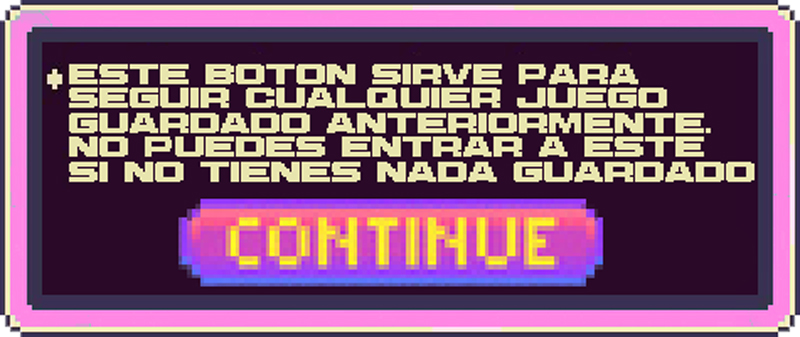 ESTE BOTON SIRVE PARA
SEGUIR CUALQUIER JUEGO
GUARDADO ANTERIORMENTE.
NO PUEDES ENTRAR A ESTE
SI NO TIENES NADA GUARDADO
CONTINUE